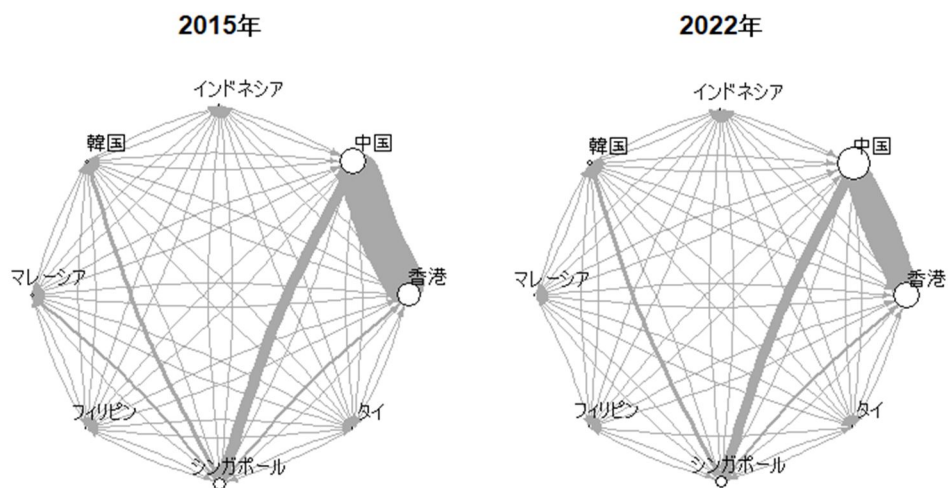 2015年
インドネシア
韓国
中国
マレーシア
香港
フィリピン
タイ
シンガポール
2022年
インドネシア
韓国
中国
マレーシア
香港
フィリピン
タイ
シンガポール